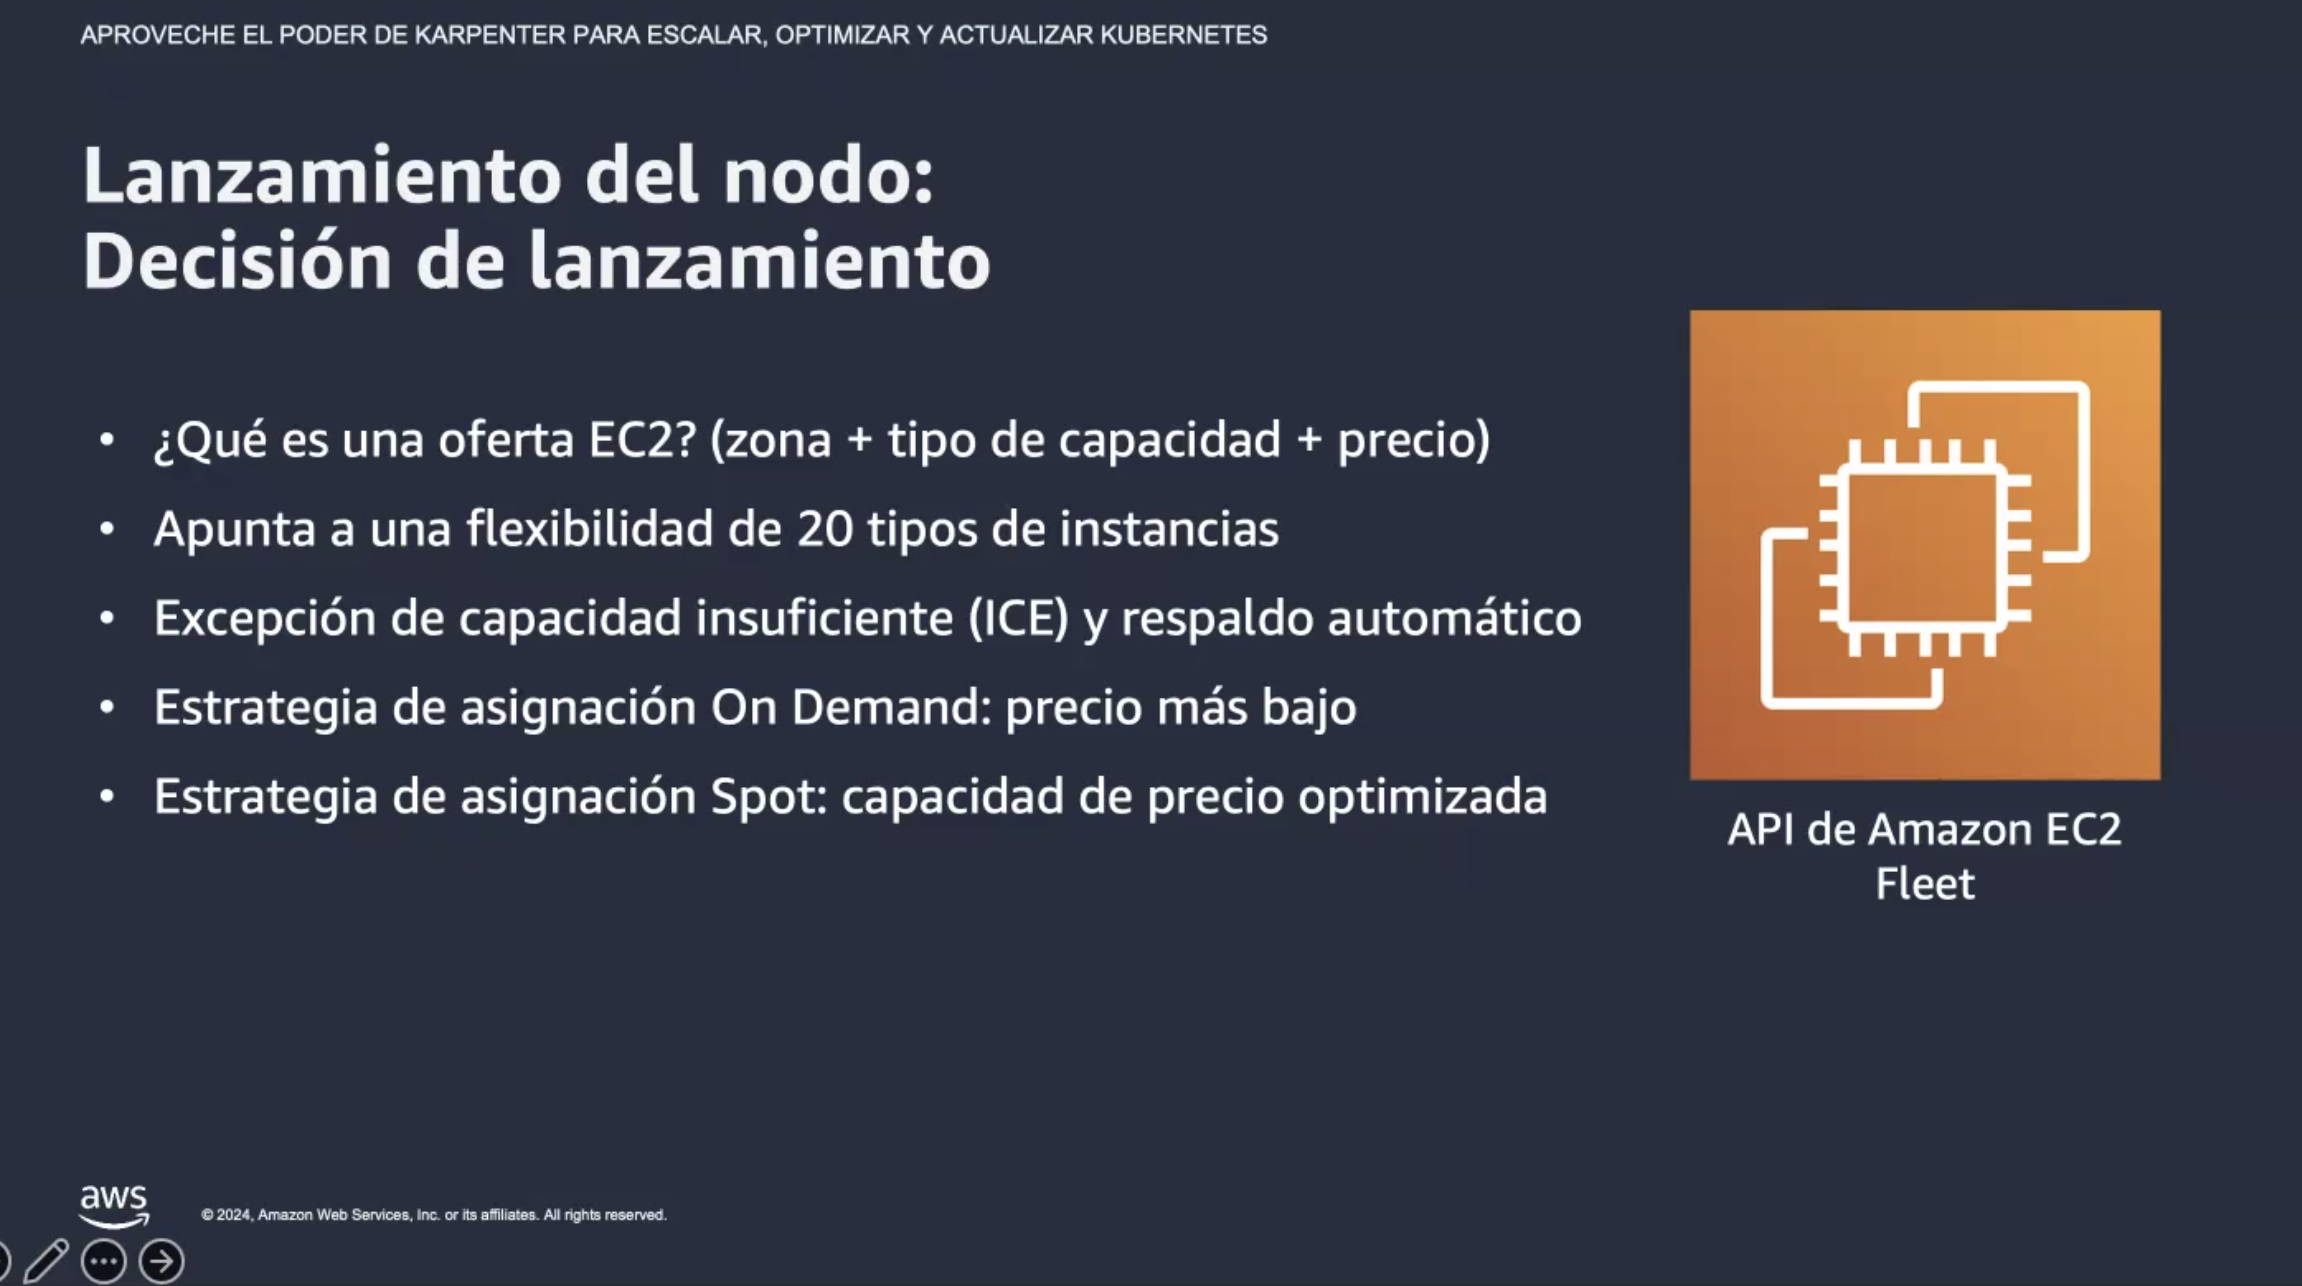 APROVECHE EL PODER DE KARPENTER PARA ESCALAR, OPTIMIZAR Y ACTUALIZAR KUBERNETES
Lanzamiento del nodo:
Decisión de lanzamiento
• ¿Qué es una oferta EC2? (zona + tipo de capacidad + precio)
• Apunta a una flexibilidad de 20 tipos de instancias
• Excepción de capacidad insuficiente (ICE) y respaldo automático
• Estrategia de asignación On Demand: precio más bajo
• Estrategia de asignación Spot: capacidad de precio optimizada
API de Amazon EC2
Fleet
aws
© 2024, Amazon Web Services, Inc. or its affiliates. All rights reserved.